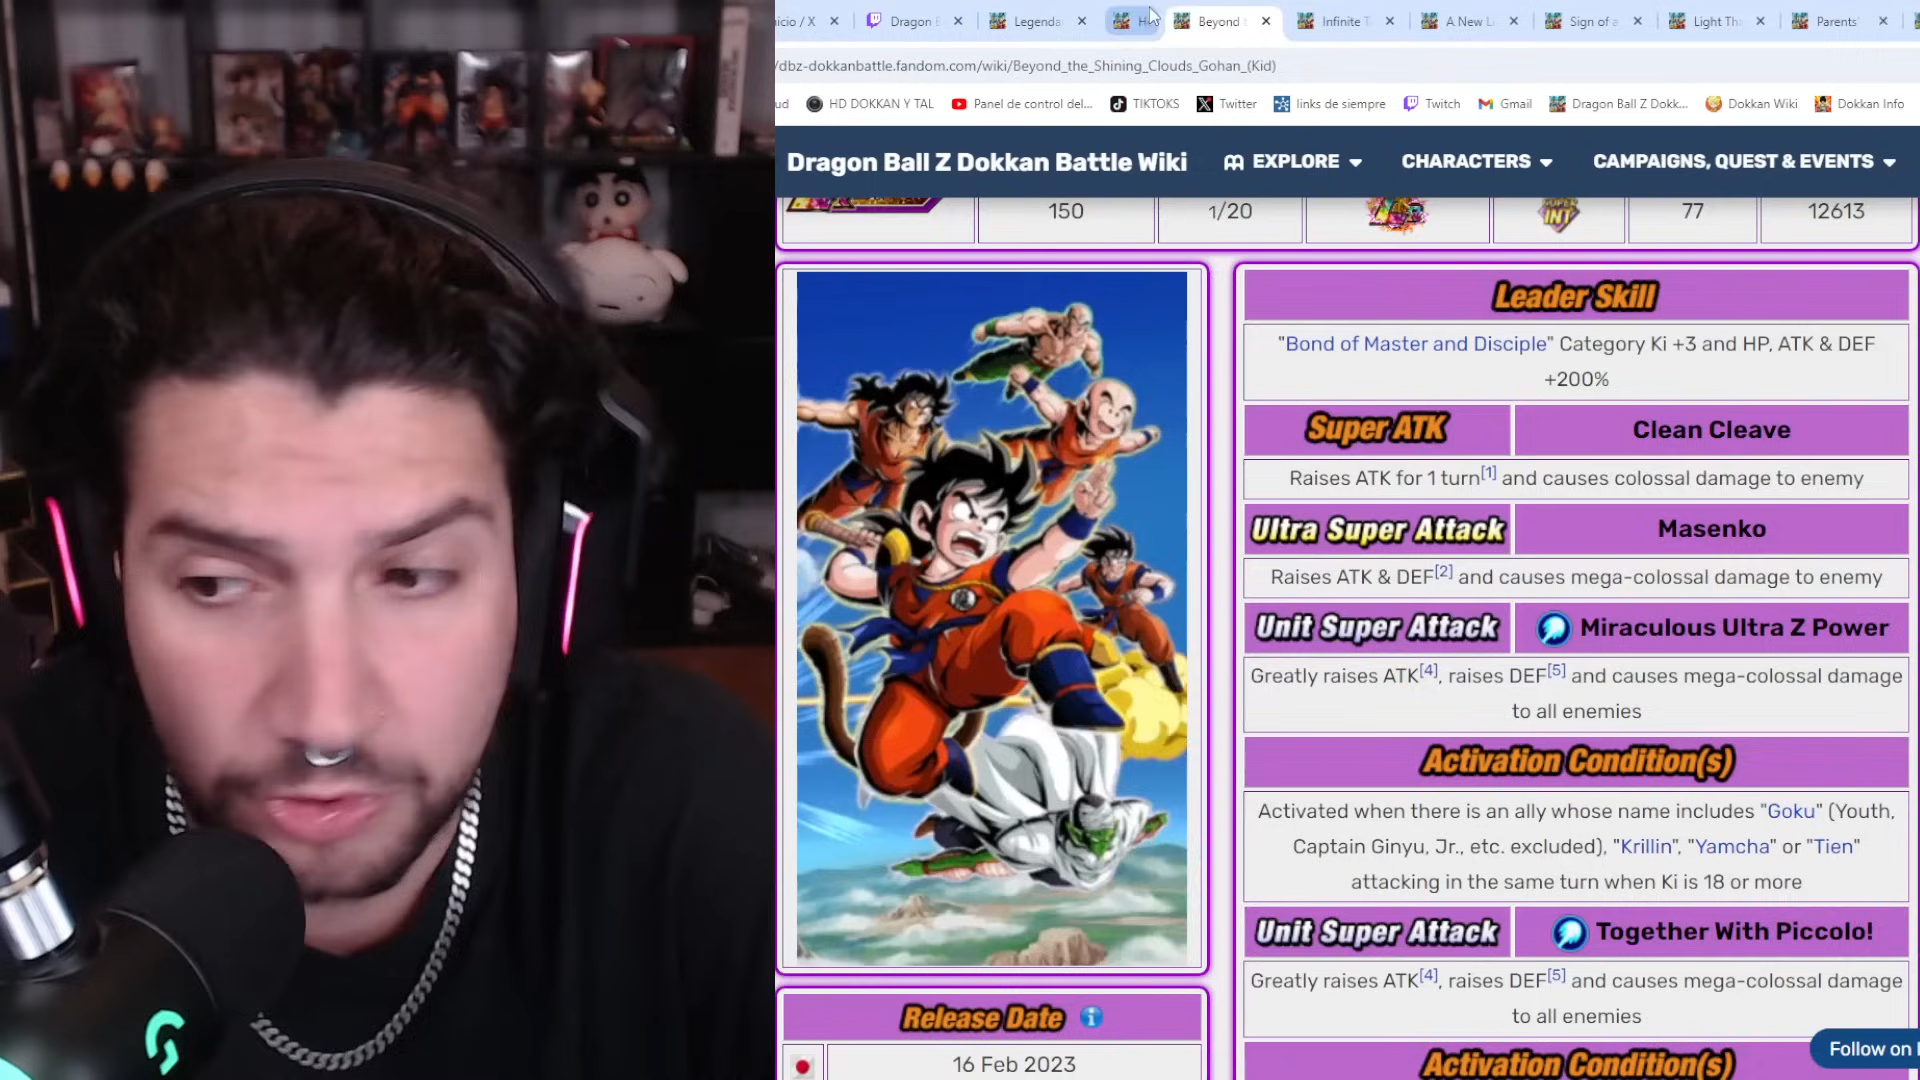 nicio / X
Dragon B
Legenda
H
Beyond t
Infinite T
A New L
Sign of a
Light Tha
Parents'
/dbz-dokkanbattle.fandom.com/wiki/Beyond_the_Shining_Clouds_Gohan_(Kid)
ud
HD DOKKAN Y TAL
Panel de control del...
TIKTOKS
Twitter
links de siempre
Twitch
Gmail
Dragon Ball Z Dokk...
Dokkan Wiki
Dokkan Info
Dragon Ball Z Dokkan Battle Wiki
EXPLORE
CHARACTERS
CAMPAIGNS, QUEST & EVENTS
150
1/20
LR
SUPER INT
77
12613
Leader Skill
"Bond of Master and Disciple" Category Ki +3 and HP, ATK & DEF
+200%
Super ATK
Clean Cleave
Raises ATK for 1 turn[1] and causes colossal damage to enemy
Ultra Super Attack
Masenko
Raises ATK & DEF[2] and causes mega-colossal damage to enemy
Unit Super Attack
Miraculous Ultra Z Power
Greatly raises ATK[4], raises DEF[5] and causes mega-colossal damage
to all enemies
Activation Condition(s)
Activated when there is an ally whose name includes "Goku" (Youth,
Captain Ginyu, Jr., etc. excluded), "Krillin", "Yamcha" or "Tien"
attacking in the same turn when Ki is 18 or more
Unit Super Attack
Together With Piccolo!
Greatly raises ATK[4], raises DEF[5] and causes mega-colossal damage
to all enemies
Activation Condition(s)
Release Date
16 Feb 2023
Follow on